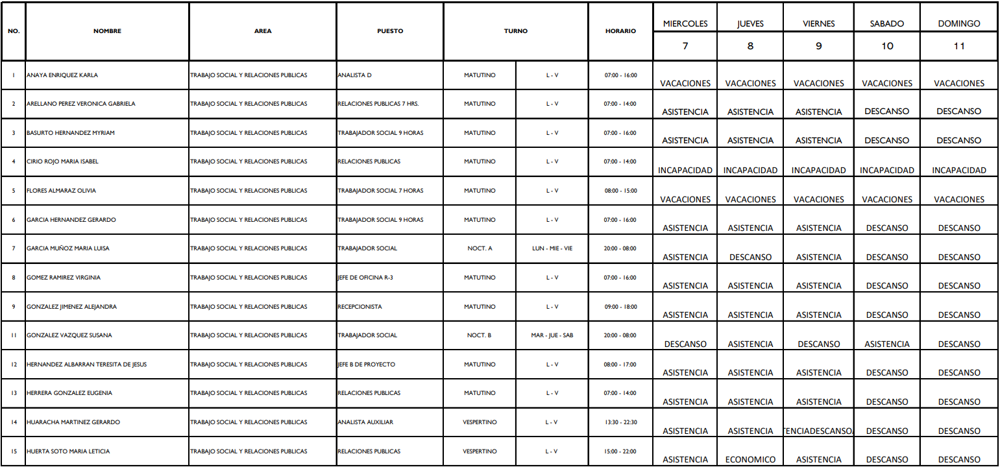 NO. NOMBRE AREA PUESTO TURNO HORARIO MIERCOLES JUEVES VIERNES SABADO DOMINGO
7 8 9 10 11
1 ANAYA ENRIQUEZ KARLA TRABAJO SOCIAL Y RELACIONES PUBLICAS ANALISTA D MATUTINO L - V 07:00 - 16:00 VACACIONES VACACIONES VACACIONES VACACIONES VACACIONES
2 ARELLANO PEREZ VERONICA GABRIELA TRABAJO SOCIAL Y RELACIONES PUBLICAS RELACIONES PUBLICAS 7 HRS. MATUTINO L - V 07:00 - 14:00 ASISTENCIA ASISTENCIA ASISTENCIA DESCANSO DESCANSO
3 BASURTO HERNANDEZ MYRIAM TRABAJO SOCIAL Y RELACIONES PUBLICAS TRABAJADOR SOCIAL 9 HORAS MATUTINO L - V 07:00 - 16:00 ASISTENCIA ASISTENCIA ASISTENCIA DESCANSO DESCANSO
4 CIRIO ROJO MARIA ISABEL TRABAJO SOCIAL Y RELACIONES PUBLICAS RELACIONES PUBLICAS MATUTINO L - V 07:00 - 14:00 INCAPACIDAD INCAPACIDAD INCAPACIDAD INCAPACIDAD INCAPACIDAD
5 FLORES ALMARAZ OLIVIA TRABAJO SOCIAL Y RELACIONES PUBLICAS TRABAJADOR SOCIAL 7 HORAS MATUTINO L - V 08:00 - 15:00 VACACIONES VACACIONES VACACIONES VACACIONES VACACIONES
6 GARCIA HERNANDEZ GERARDO TRABAJO SOCIAL Y RELACIONES PUBLICAS TRABAJADOR SOCIAL 9 HORAS MATUTINO L - V 07:00 - 16:00 ASISTENCIA ASISTENCIA ASISTENCIA DESCANSO DESCANSO
7 GARCIA MUÑOZ MARIA LUISA TRABAJO SOCIAL Y RELACIONES PUBLICAS TRABAJADOR SOCIAL NOCT. A LUN - MIE - VIE 20:00 - 08:00 ASISTENCIA DESCANSO ASISTENCIA DESCANSO DESCANSO
8 GOMEZ RAMIREZ VIRGINIA TRABAJO SOCIAL Y RELACIONES PUBLICAS JEFE DE OFICINA R-3 MATUTINO L - V 07:00 - 16:00 ASISTENCIA ASISTENCIA ASISTENCIA DESCANSO DESCANSO
9 GONZALEZ JIMENEZ ALEJANDRA TRABAJO SOCIAL Y RELACIONES PUBLICAS RECEPCIONISTA MATUTINO L - V 09:00 - 18:00 ASISTENCIA ASISTENCIA ASISTENCIA DESCANSO DESCANSO
11 GONZALEZ VAZQUEZ SUSANA TRABAJO SOCIAL Y RELACIONES PUBLICAS TRABAJADOR SOCIAL NOCT. B MAR - JUE - SAB 20:00 - 08:00 DESCANSO ASISTENCIA DESCANSO ASISTENCIA DESCANSO
12 HERNANDEZ ALBARRAN TERESITA DE JESUS TRABAJO SOCIAL Y RELACIONES PUBLICAS JEFE B DE PROYECTO MATUTINO L - V 08:00 - 17:00 ASISTENCIA ASISTENCIA ASISTENCIA DESCANSO DESCANSO
13 HERRERA GONZALEZ EUGENIA TRABAJO SOCIAL Y RELACIONES PUBLICAS RELACIONES PUBLICAS MATUTINO L - V 07:00 - 14:00 ASISTENCIA ASISTENCIA ASISTENCIA DESCANSO DESCANSO
14 HUARACHA MARTINEZ GERARDO TRABAJO SOCIAL Y RELACIONES PUBLICAS ANALISTA AUXILIAR VESPERTINO L - V 13:30 - 22:30 ASISTENCIA ASISTENCIA TENCIADESCANSO DESCANSO DESCANSO
15 HUERTA SOTO MARIA LETICIA TRABAJO SOCIAL Y RELACIONES PUBLICAS RELACIONES PUBLICAS VESPERTINO L - V 15:00 - 22:00 ASISTENCIA ECONOMICO ASISTENCIA DESCANSO DESCANSO